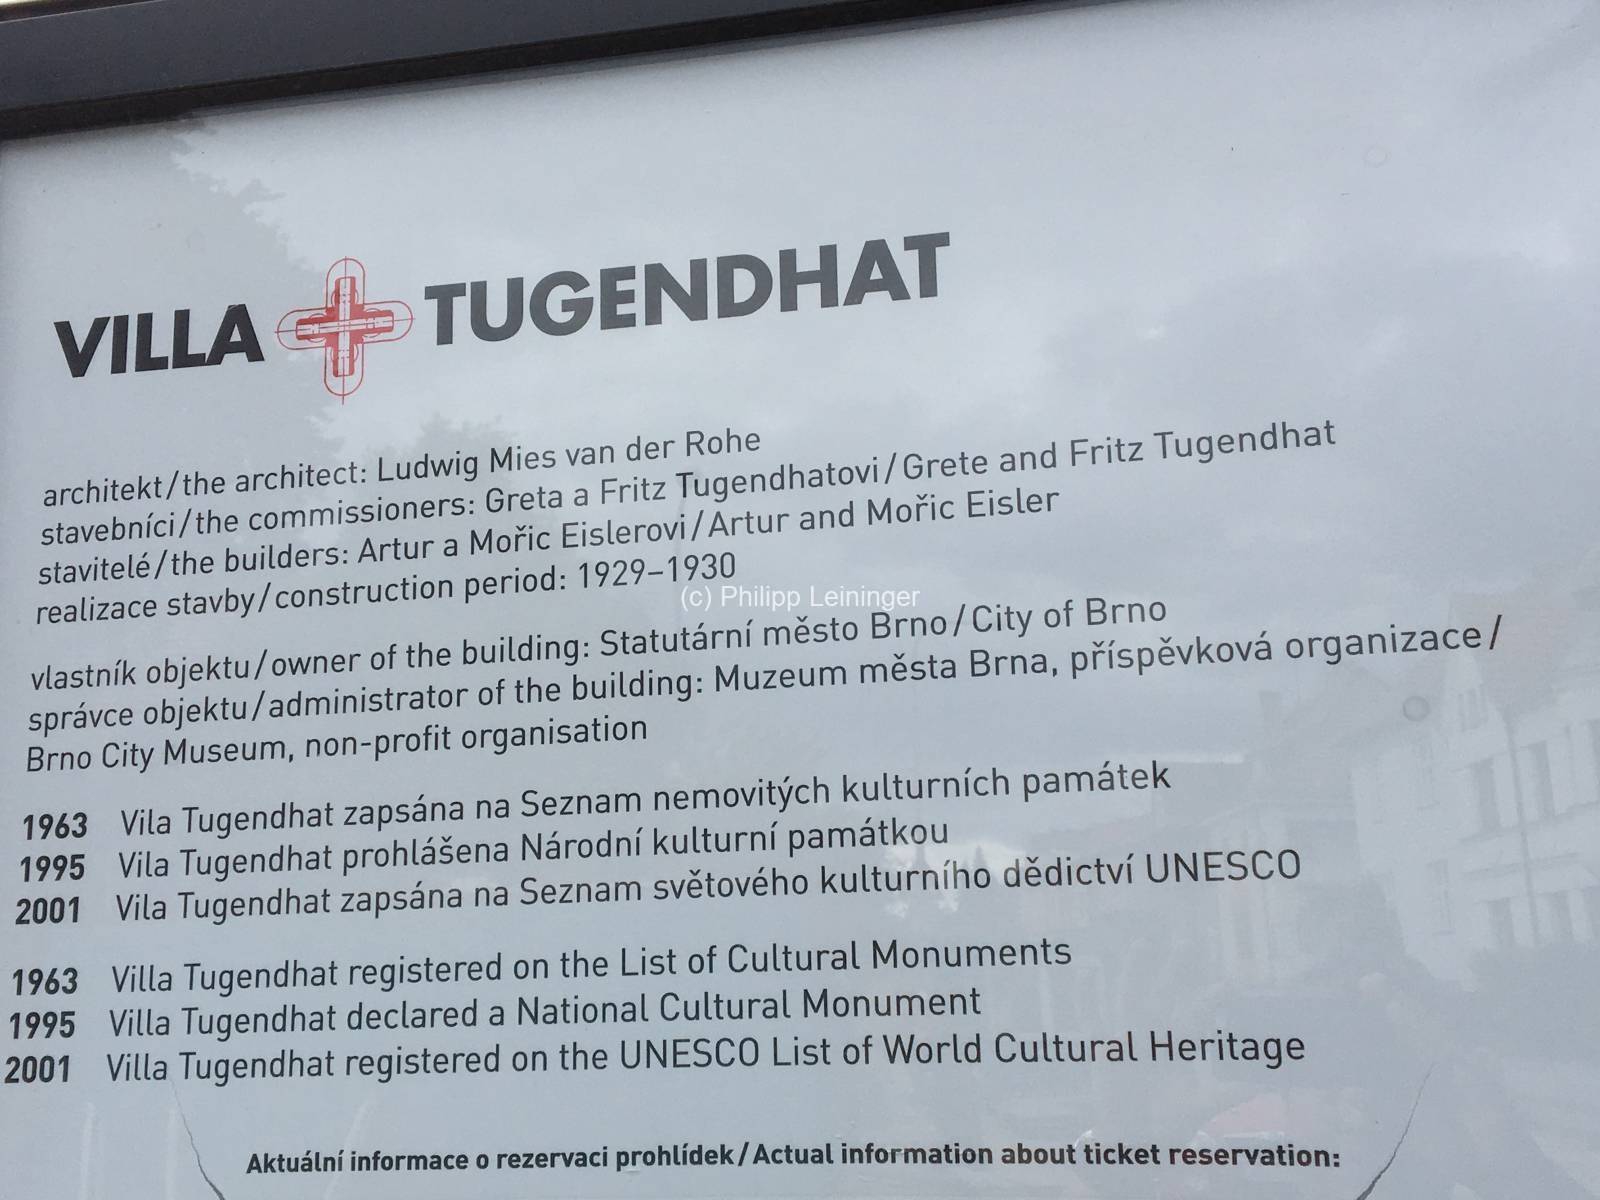 VILLA TUGENDHAT
architekt/the architect: Ludwig Mies van der Rohe
stavebníci/the commissioners: Greta a Fritz Tugendhatovi/Grete and Fritz Tugendhat
stavitelé/the builders: Artur a Mořic Eislerovi/Artur and Mořic Eisler
realizace stavby/construction period: 1929–1930
(c) Philipp Leininger
vlastník objektu/owner of the building: Statutární město Brno/City of Brno
správce objektu/administrator of the building: Muzeum města Brna, příspěvková organizace/
Brno City Museum, non-profit organisation
1963 Vila Tugendhat zapsána na Seznam nemovitých kulturních památek
1995 Vila Tugendhat prohlášena Národní kulturní památkou
2001 Vila Tugendhat zapsána na Seznam světového kulturního dědictví UNESCO
1963 Villa Tugendhat registered on the List of Cultural Monuments
1995 Villa Tugendhat declared a National Cultural Monument
2001 Villa Tugendhat registered on the UNESCO List of World Cultural Heritage
Aktuální informace o rezervaci prohlídek/Actual information about ticket reservation: